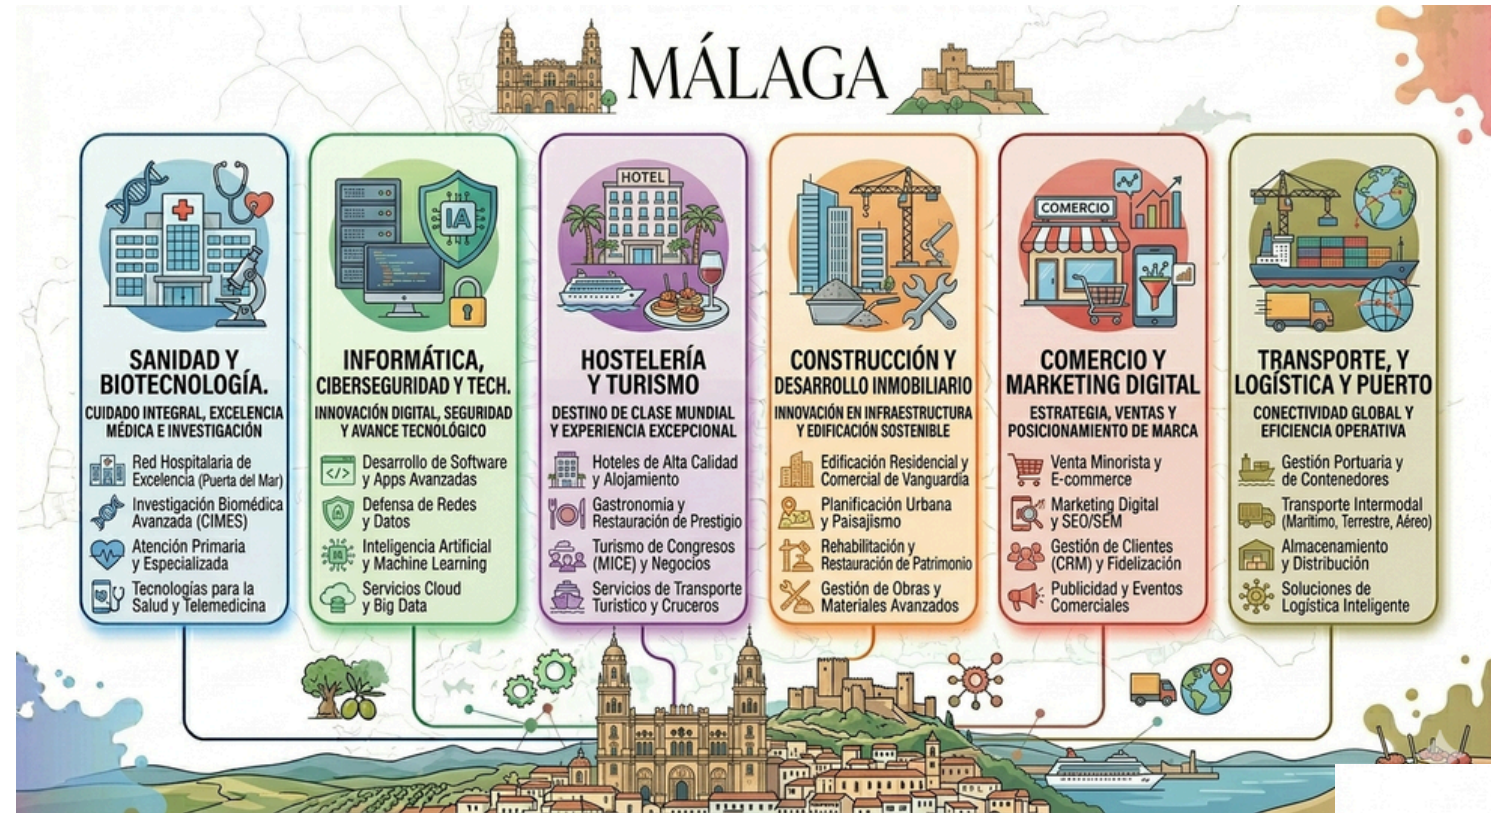 MÁLAGA
SANIDAD Y
BIOTECNOLOGÍA.
CUIDADO INTEGRAL, EXCELENCIA
MÉDICA E INVESTIGACIÓN
Red Hospitalaria de
Excelencia (Puerta del Mar)
Investigación Biomédica
Avanzada (CIMES)
Atención Primaria
y Especializada
Tecnologías para la
Salud y Telemedicina
IA
INFORMÁTICA,
CIBERSEGURIDAD Y TECH.
INNOVACIÓN DIGITAL, SEGURIDAD
Y AVANCE TECNOLÓGICO
</>
Desarrollo de Software
y Apps Avanzadas
Defensa de Redes
y Datos
IA
Inteligencia Artificial
y Machine Learning
Servicios Cloud
y Big Data
HOTEL
HOSTELERÍA
Y TURISMO
DESTINO DE CLASE MUNDIAL
Y EXPERIENCIA EXCEPCIONAL
Hoteles de Alta Calidad
y Alojamiento
Gastronomía y
Restauración de Prestigio
Turismo de Congresos
(MICE) y Negocios
Servicios de Transporte
Turístico y Cruceros
CONSTRUCCIÓN Y
DESARROLLO INMOBILIARIO
INNOVACIÓN EN INFRAESTRUCTURA
Y EDIFICACIÓN SOSTENIBLE
Edificación Residencial y
Comercial de Vanguardia
Planificación Urbana
y Paisajismo
Rehabilitación y
Restauración de Patrimonio
Gestión de Obras y
Materiales Avanzados
COMERCIO
COMERCIO Y
MARKETING DIGITAL
ESTRATEGIA, VENTAS Y
POSICIONAMIENTO DE MARCA
Venta Minorista y
E-commerce
Marketing Digital
y SEO/SEM
Gestión de Clientes
(CRM) y Fidelización
Publicidad y Eventos
Comerciales
TRANSPORTE, Y
LOGÍSTICA Y PUERTO
CONECTIVIDAD GLOBAL Y
EFICIENCIA OPERATIVA
Gestión Portuaria y
de Contenedores
Transporte Intermodal
(Marítimo, Terrestre, Aéreo)
Almacenamiento
y Distribución
Soluciones de
Logística Inteligente